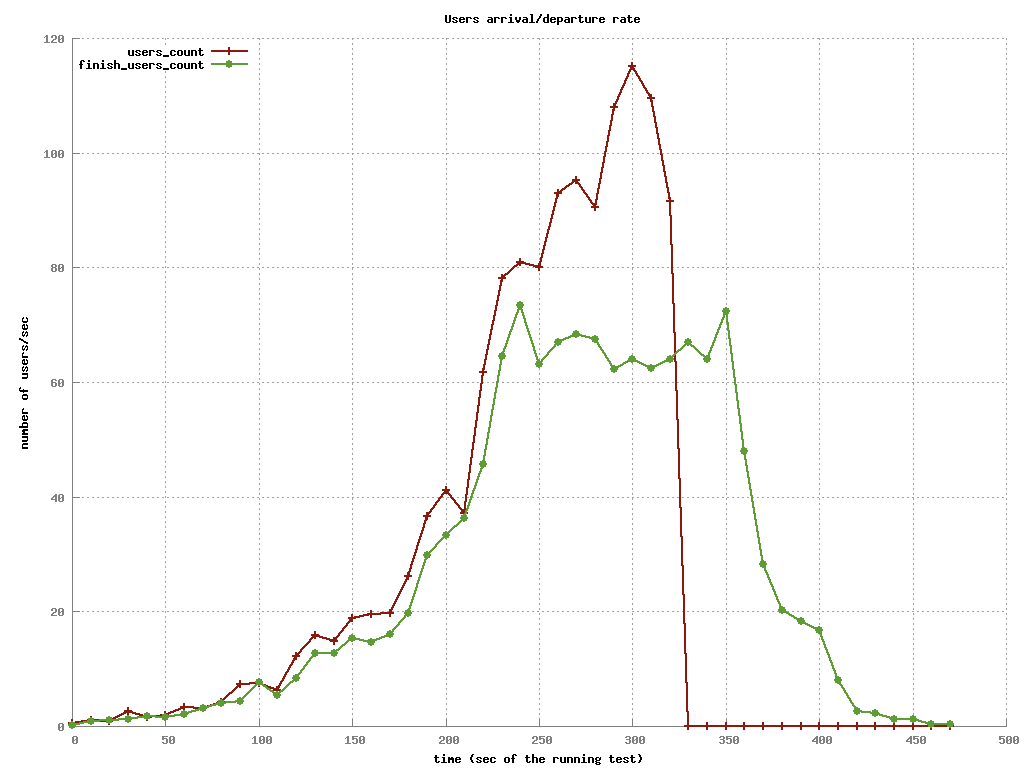 Users arrival/departure rate
120
users_count
finish_users_count
100
80
60
40
20
0
number of users/sec
0 50 100 150 200 250 300 350 400 450 500
time (sec of the running test)